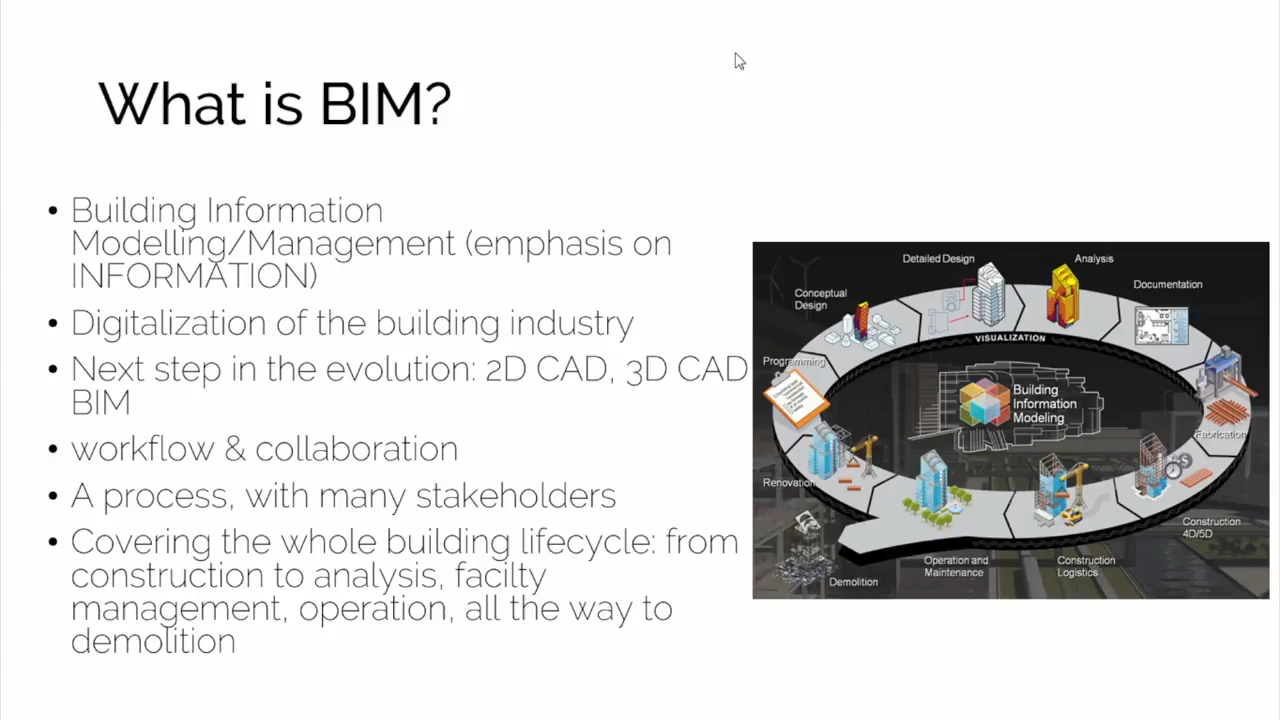 What is BIM?
• Building Information
Modelling/Management (emphasis on
INFORMATION)
• Digitalization of the building industry
• Next step in the evolution: 2D CAD, 3D CAD
BIM
• workflow & collaboration
• A process, with many stakeholders
• Covering the whole building lifecycle: from
construction to analysis, facilty
management, operation, all the way to
demolition
Detailed Design
Analysis
Conceptual
Design
Documentation
VISUALIZATION
Programming
Building
Information
Modeling
Fabrication
Renovation
Construction
4D/5D
Operation and
Maintenance
Construction
Logistics
Demolition